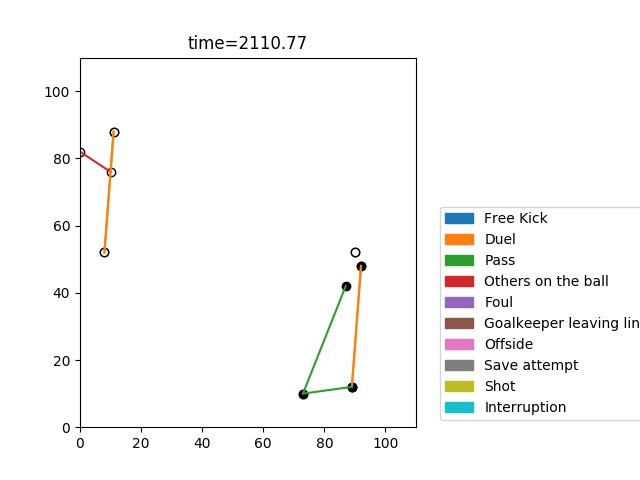 time=2110.77
100
80
60
40
20
0
0 20 40 60 80 100
Free Kick
Duel
Pass
Others on the ball
Foul
Goalkeeper leaving lin
Offside
Save attempt
Shot
Interruption